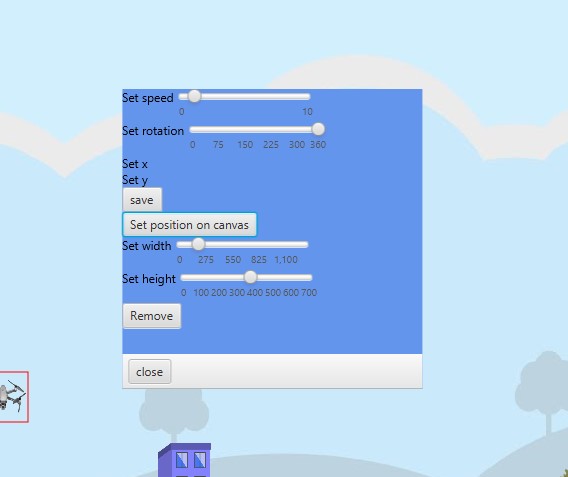 Set speed
0 10
Set rotation
0 75 150 225 300 360
Set x
Set y
save
Set position on canvas
Set width
0 275 550 825 1,100
Set height
0 100 200 300 400 500 600 700
Remove
close